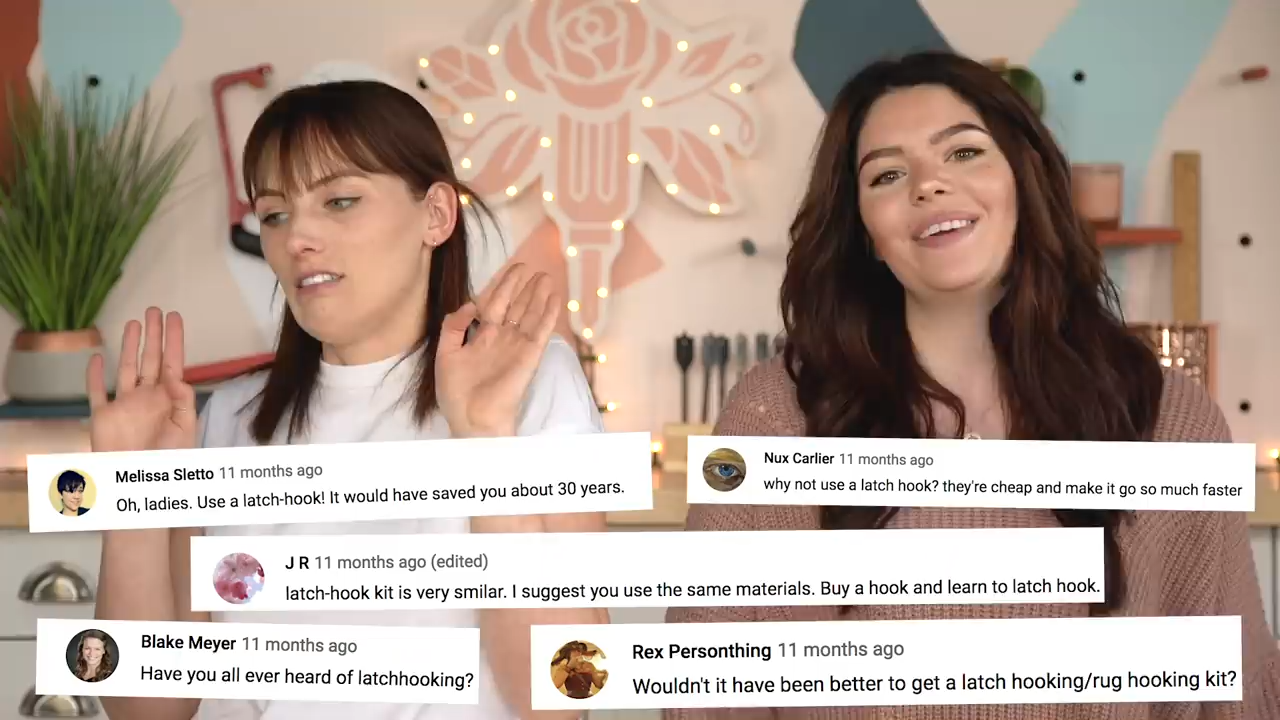 Melissa Sletto 11 months ago
Oh, ladies. Use a latch-hook! It would have saved you about 30 years.
Nux Carlier 11 months ago
why not use a latch hook? they're cheap and make it go so much faster
J R 11 months ago (edited)
latch-hook kit is very smilar. I suggest you use the same materials. Buy a hook and learn to latch hook.
Blake Meyer 11 months ago
Have you all ever heard of latchhooking?
Rex Personthing 11 months ago
Wouldn't it have been better to get a latch hooking/rug hooking kit?